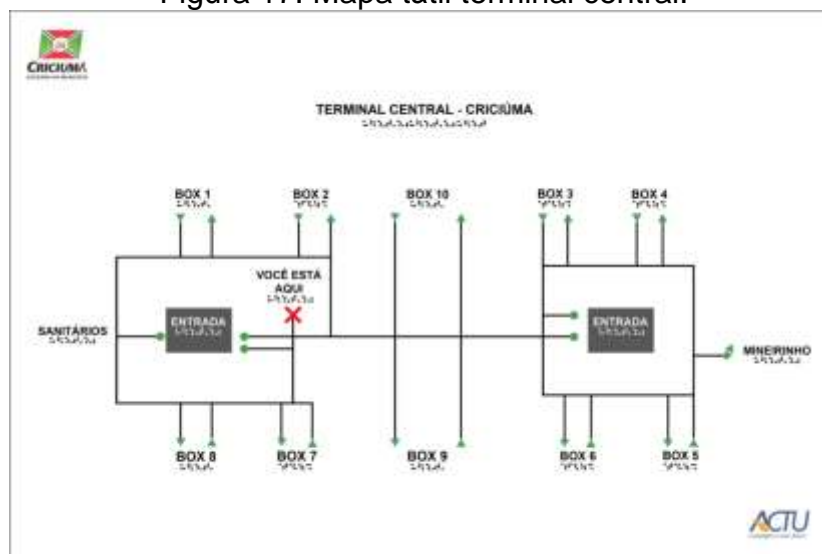 Figura 17: Mapa tátil terminal central.
CRICIÚMA
TERMINAL CENTRAL - CRICIÚMA
BOX 1
BOX 2
BOX 10
BOX 3
BOX 4
VOCÊ ESTÁ
AQUI
SANITÁRIOS
ENTRADA
ENTRADA
MINEIRINHO
BOX 8
BOX 7
BOX 9
BOX 6
BOX 5
ACTU